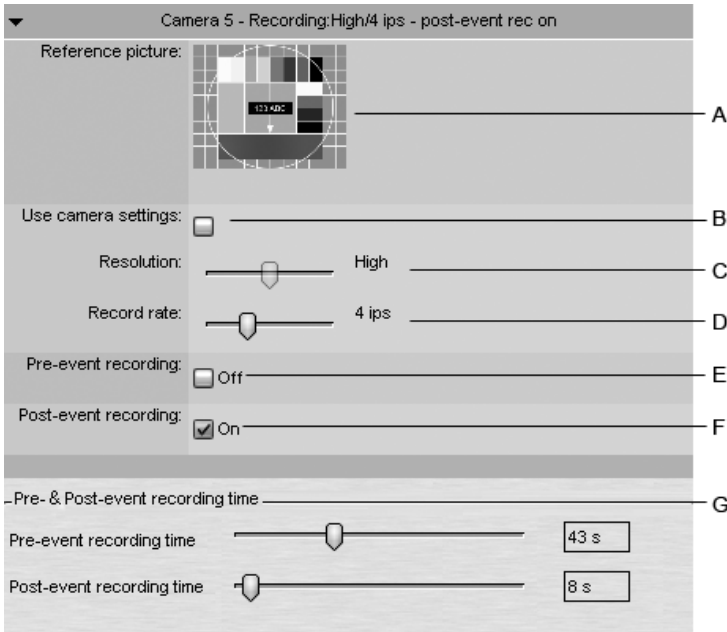 Camera 5 - Recording:High/4 ips - post-event rec on
Reference picture:
123 ABC
A
Use camera settings:
B
Resolution:
High
C
Record rate:
4 ips
D
Pre-event recording:
Off
E
Post-event recording:
On
F
Pre- & Post-event recording time
G
Pre-event recording time
43 s
Post-event recording time
8 s